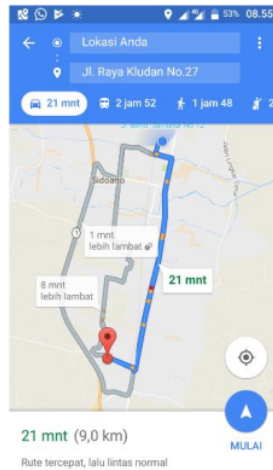 53% 08.55
Lokasi Anda
Jl. Raya Kludan No.27
21 mnt 2 jam 52 1 jam 48
Sidoarjo
1 mnt
lebih lambat
21 mnt
8 mnt
lebih lambat
21 mnt (9,0 km)
MULAI
Rute tercepat, lalu lintas normal